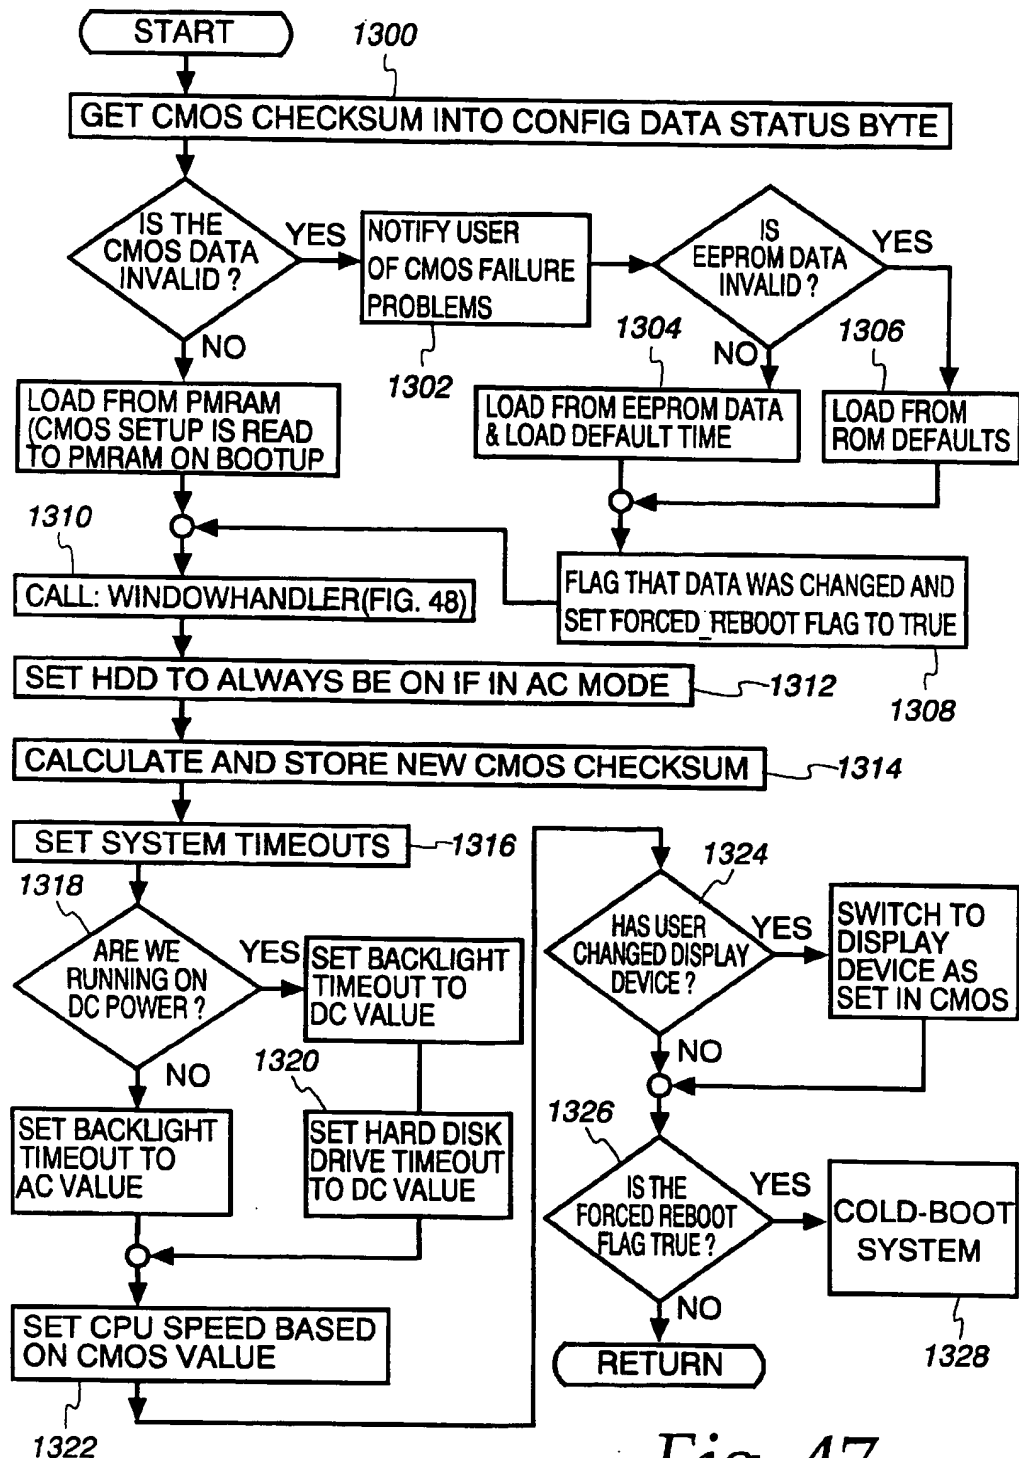 START
1300
GET CMOS CHECKSUM INTO CONFIG DATA STATUS BYTE
IS THE
CMOS DATA
INVALID ?
YES
NO
NOTIFY USER
OF CMOS FAILURE
PROBLEMS
1302
IS
EEPROM DATA
INVALID ?
YES
NO
1304
1306
LOAD FROM PMRAM
(CMOS SETUP IS READ
TO PMRAM ON BOOTUP
LOAD FROM EEPROM DATA
& LOAD DEFAULT TIME
LOAD FROM
ROM DEFAULTS
1310
CALL: WINDOWHANDLER(FIG. 48)
FLAG THAT DATA WAS CHANGED AND
SET FORCED_REBOOT FLAG TO TRUE
1308
SET HDD TO ALWAYS BE ON IF IN AC MODE
1312
CALCULATE AND STORE NEW CMOS CHECKSUM
1314
SET SYSTEM TIMEOUTS
1316
1318
ARE WE
RUNNING ON
DC POWER ?
YES
NO
SET BACKLIGHT
TIMEOUT TO
DC VALUE
1320
SET BACKLIGHT
TIMEOUT TO
AC VALUE
SET HARD DISK
DRIVE TIMEOUT
TO DC VALUE
SET CPU SPEED BASED
ON CMOS VALUE
1322
1324
HAS USER
CHANGED DISPLAY
DEVICE ?
YES
NO
SWITCH TO
DISPLAY
DEVICE AS
SET IN CMOS
1326
IS THE
FORCED REBOOT
FLAG TRUE ?
YES
NO
COLD-BOOT
SYSTEM
1328
RETURN
Fig. 47